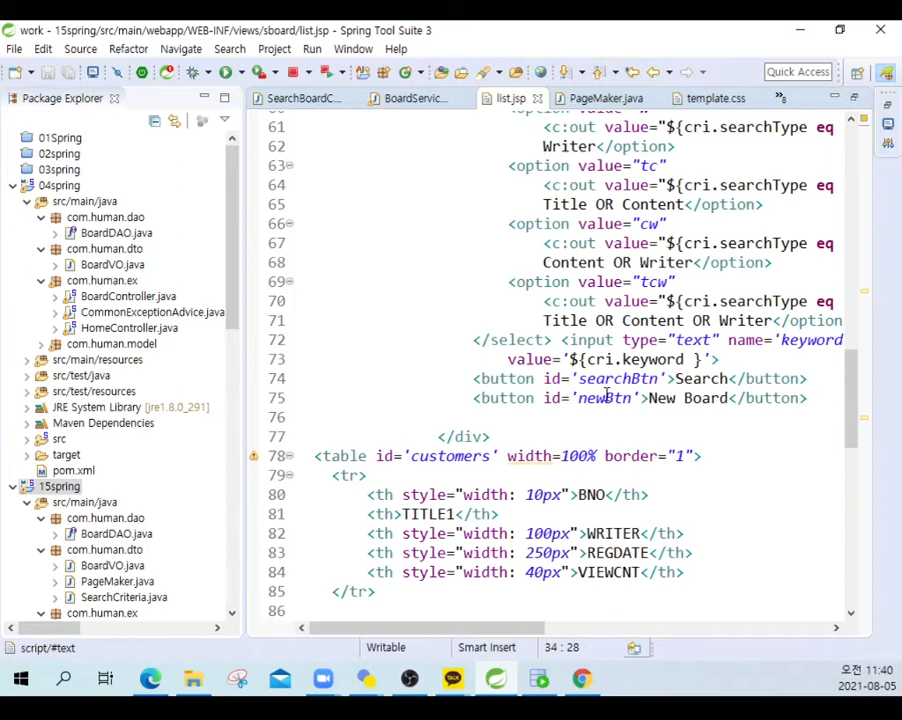 work - 15spring/src/main/webapp/WEB-INF/views/sboard/list.jsp - Spring Tool Suite 3
File Edit Source Refactor Navigate Search Project Run Window Help
Quick Access
Package Explorer
SearchBoardC...
BoardServic...
list.jsp
PageMaker.java
template.css
»8
01Spring
02spring
03spring
04spring
src/main/java
com.human.dao
BoardDAO.java
com.human.dto
BoardVO.java
com.human.ex
BoardController.java
CommonExceptionAdvice.java
HomeController.java
com.human.model
src/main/resources
src/test/java
src/test/resources
JRE System Library [jre1.8.0_291]
Maven Dependencies
src
target
pom.xml
15spring
src/main/java
com.human.dao
BoardDAO.java
com.human.dto
BoardVO.java
PageMaker.java
SearchCriteria.java
com.human.ex
60 <option value="w"
61 <c:out value="${cri.searchType eq
62 Writer</option>
63 <option value="tc"
64 <c:out value="${cri.searchType eq
65 Title OR Content</option>
66 <option value="cw"
67 <c:out value="${cri.searchType eq
68 Content OR Writer</option>
69 <option value="tcw"
70 <c:out value="${cri.searchType eq
71 Title OR Content OR Writer</option
72 </select> <input type="text" name='keyword
73 value='${cri.keyword }'>
74 <button id='searchBtn'>Search</button>
75 <button id='newBtn'>New Board</button>
76
77 </div>
78 <table id='customers' width=100% border="1">
79 <tr>
80 <th style="width: 10px">BNO</th>
81 <th>TITLE1</th>
82 <th style="width: 100px">WRITER</th>
83 <th style="width: 250px">REGDATE</th>
84 <th style="width: 40px">VIEWCNT</th>
85 </tr>
86
script/#text
Writable
Smart Insert
34 : 28
TALK
오전 11:40
2021-08-05